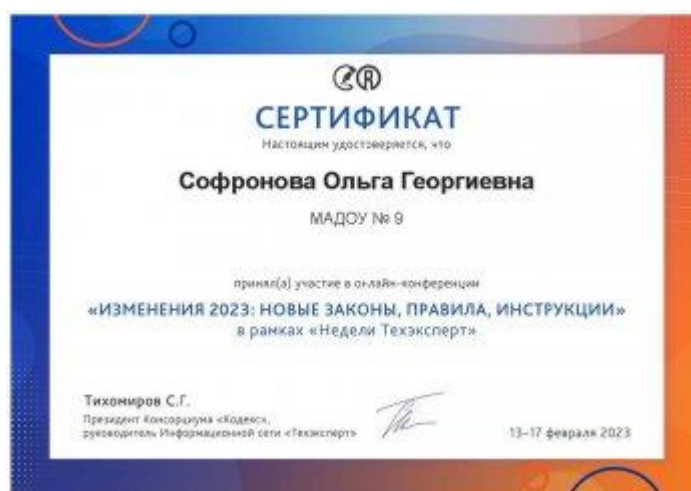 СЕРТИФИКАТ
Настоящим удостоверяется, что
Софронова Ольга Георгиевна
МАДОУ № 9
принял(а) участие в онлайн-конференции
«ИЗМЕНЕНИЯ 2023: НОВЫЕ ЗАКОНЫ, ПРАВИЛА, ИНСТРУКЦИИ»
в рамках «Недели Техэксперт»
Тихомиров С.Г.
Президент Консорциума «Кодекс»,
руководитель Информационной сети «Техэксперт»
13–17 февраля 2023